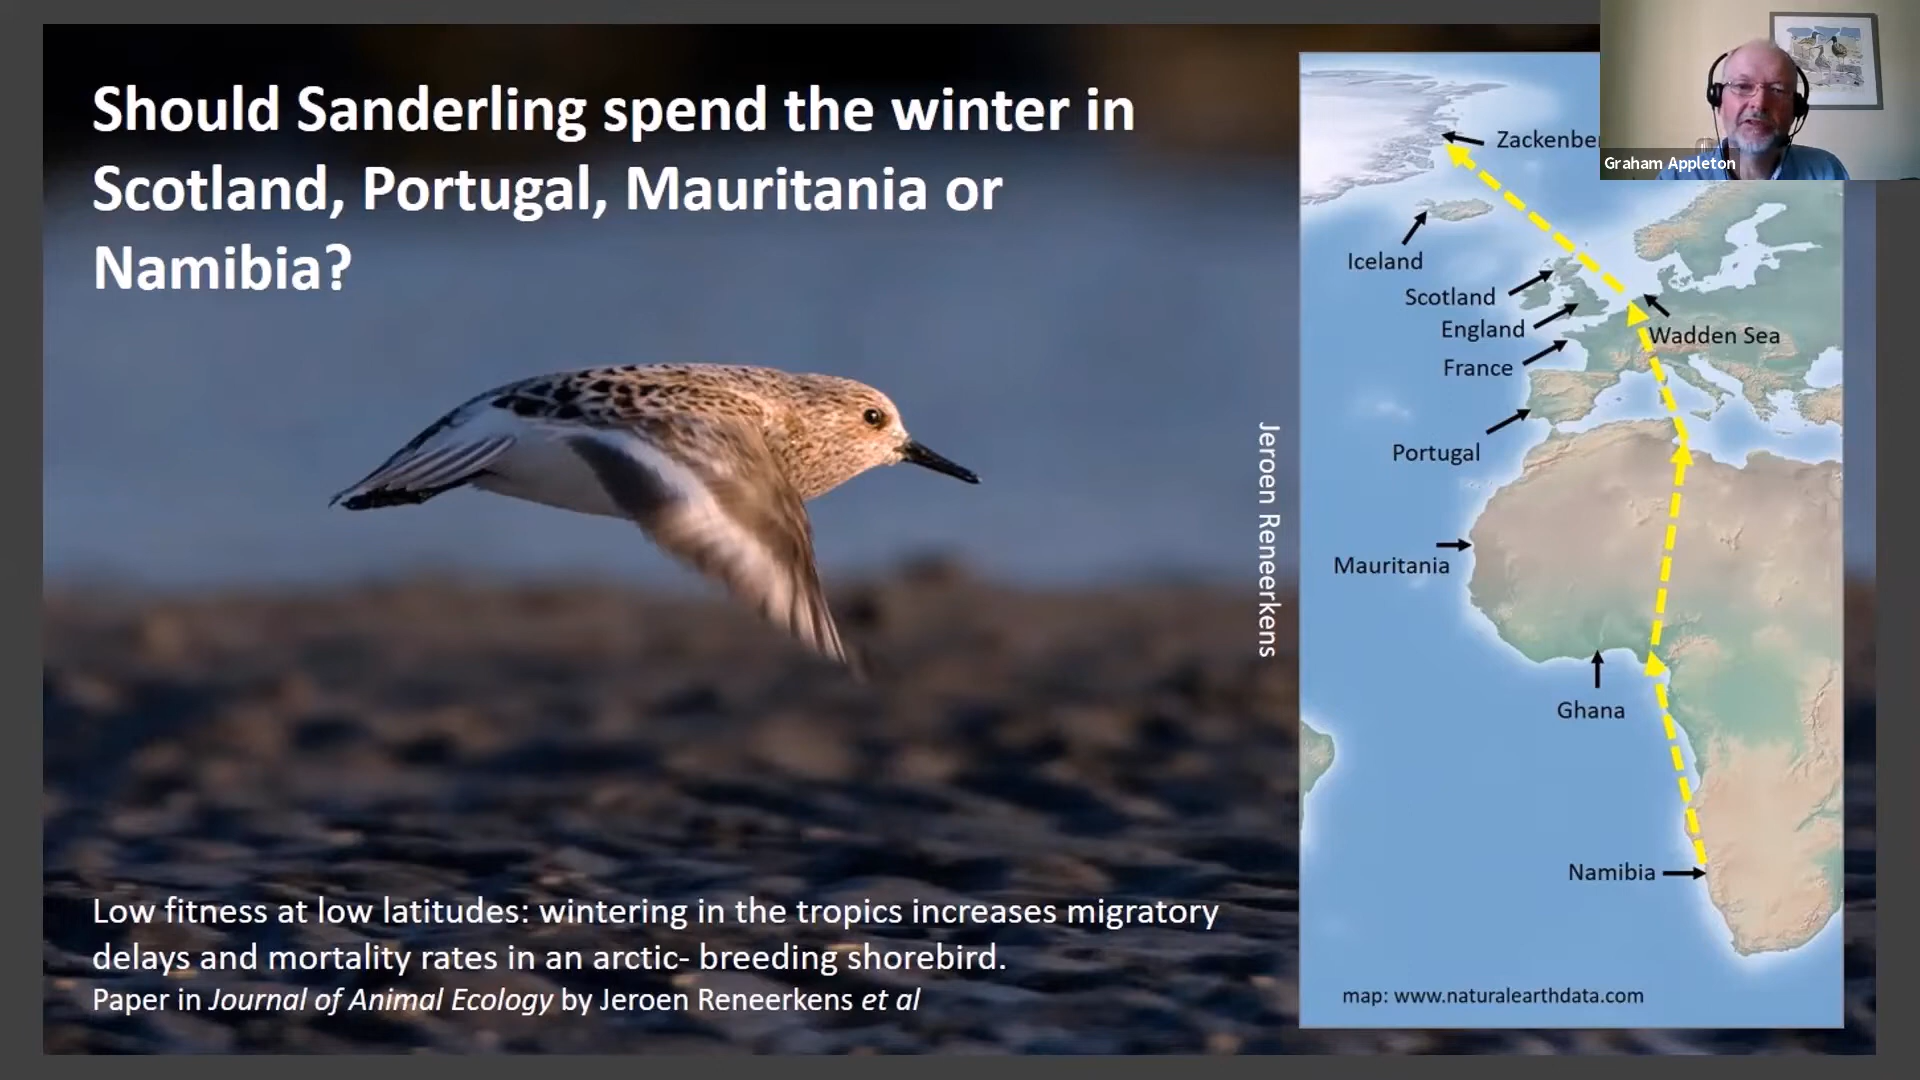 Should Sanderling spend the winter in
Scotland, Portugal, Mauritania or
Namibia?
Jeroen Reneerkens
Low fitness at low latitudes: wintering in the tropics increases migratory
delays and mortality rates in an arctic- breeding shorebird.
Paper in Journal of Animal Ecology by Jeroen Reneerkens et al
Zackenber
Graham Appleton
Iceland
Scotland
England
Wadden Sea
France
Portugal
Mauritania
Ghana
Namibia
map: www.naturalearthdata.com